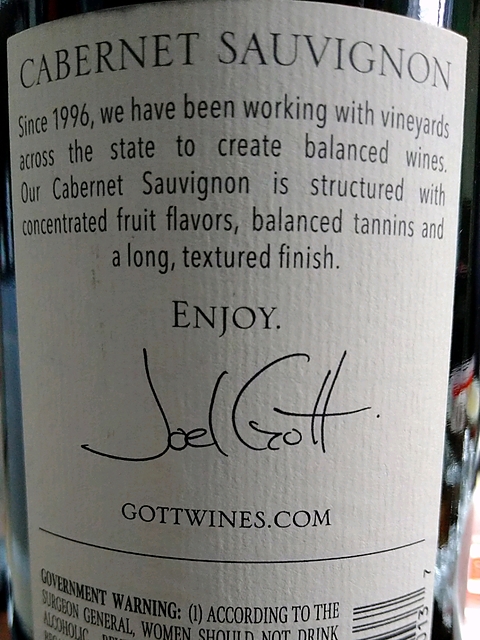 CABERNET SAUVIGNON
Since 1996, we have been working with vineyards
across the state to create balanced wines.
Our Cabernet Sauvignon is structured with
concentrated fruit flavors, balanced tannins and
a long, textured finish.
ENJOY.
Joel Gott.
GOTTWINES.COM
GOVERNMENT WARNING: (1) ACCORDING TO THE
SURGEON GENERAL, WOMEN SHOULD NOT DRINK
ALCOHOLIC